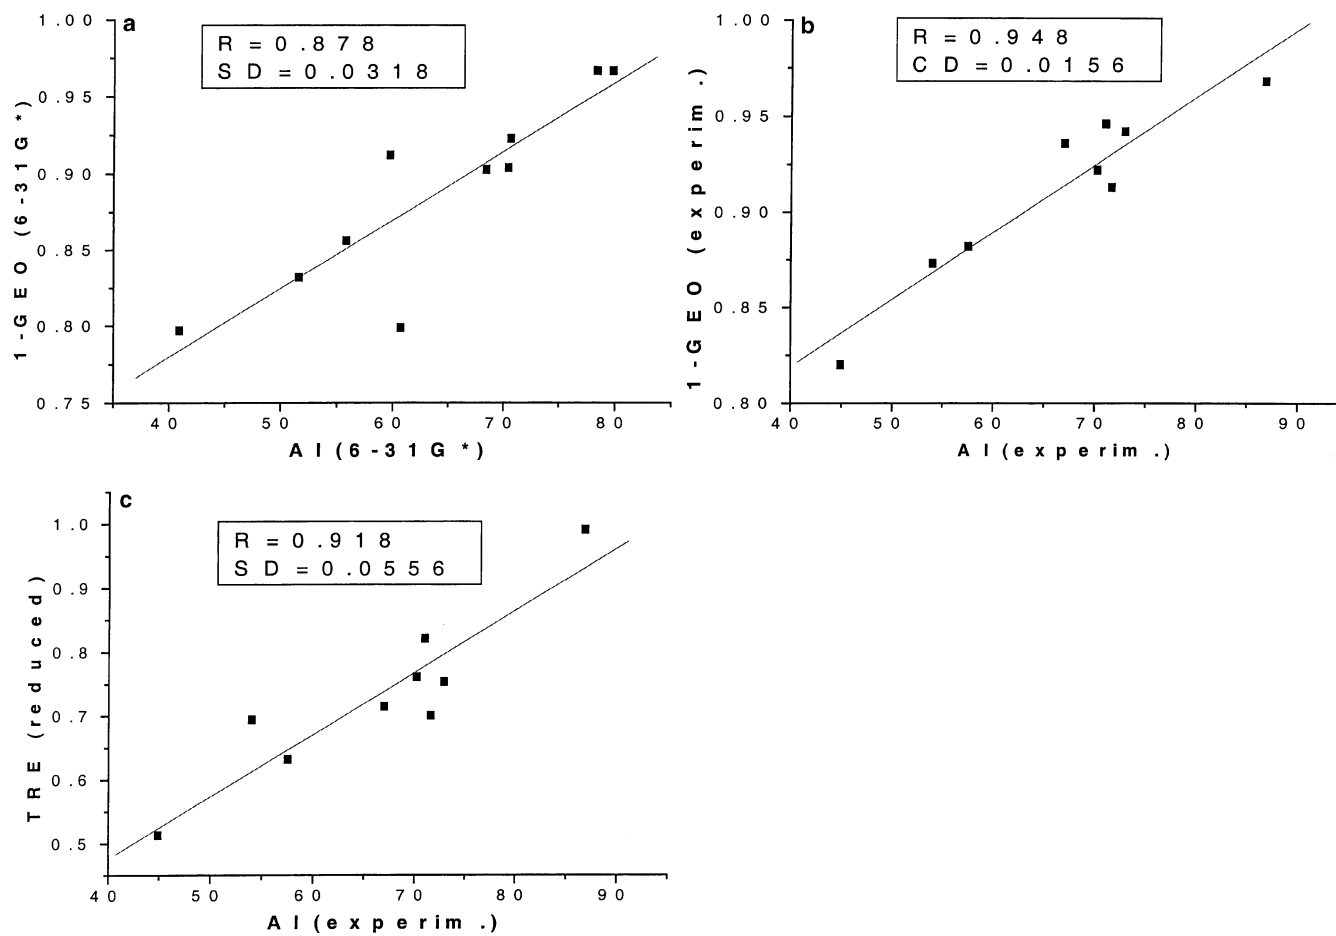 a
R = 0.878
SD = 0.0318
1.00
0.95
0.90
0.85
0.80
0.75
1-GEO (6-31G*)
40 50 60 70 80
AI(6-31G*)
b
R = 0.948
CD = 0.0156
1.00
0.95
0.90
0.85
0.80
1-GEO (experim.)
40 50 60 70 80 90
AI(experim.)
c
R = 0.918
SD = 0.0556
1.0
0.9
0.8
0.7
0.6
0.5
TRE (reduced)
40 50 60 70 80 90
AI(experim.)